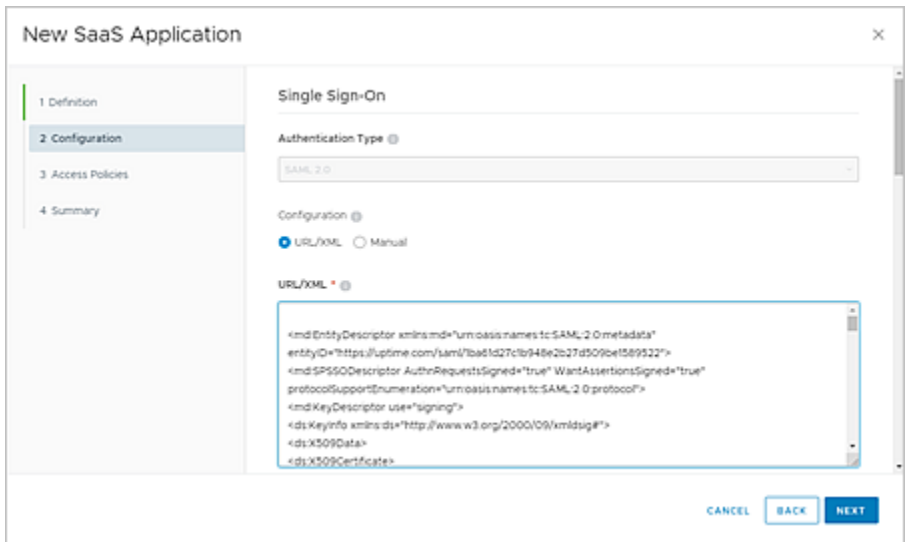 New SaaS Application
1 Definition
2 Configuration
3 Access Policies
4 Summary
Single Sign-On
Authentication Type
SAML 2.0
Configuration
URL/XML Manual
URL/XML *
<md:EntityDescriptor xmlns:md="urn:oasis:names:tc:SAML:2.0:metadata"
entityID="https://uptime.com/saml/1ba61d27c1b948e2b27d509be1589522">
<md:SPSSODescriptor AuthnRequestsSigned="true" WantAssertionsSigned="true"
protocolSupportEnumeration="urn:oasis:names:tc:SAML:2.0:protocol">
<md:KeyDescriptor use="signing">
<ds:KeyInfo xmlns:ds="http://www.w3.org/2000/09/xmldsig#">
<ds:X509Data>
<ds:X509Certificate>
CANCEL BACK NEXT